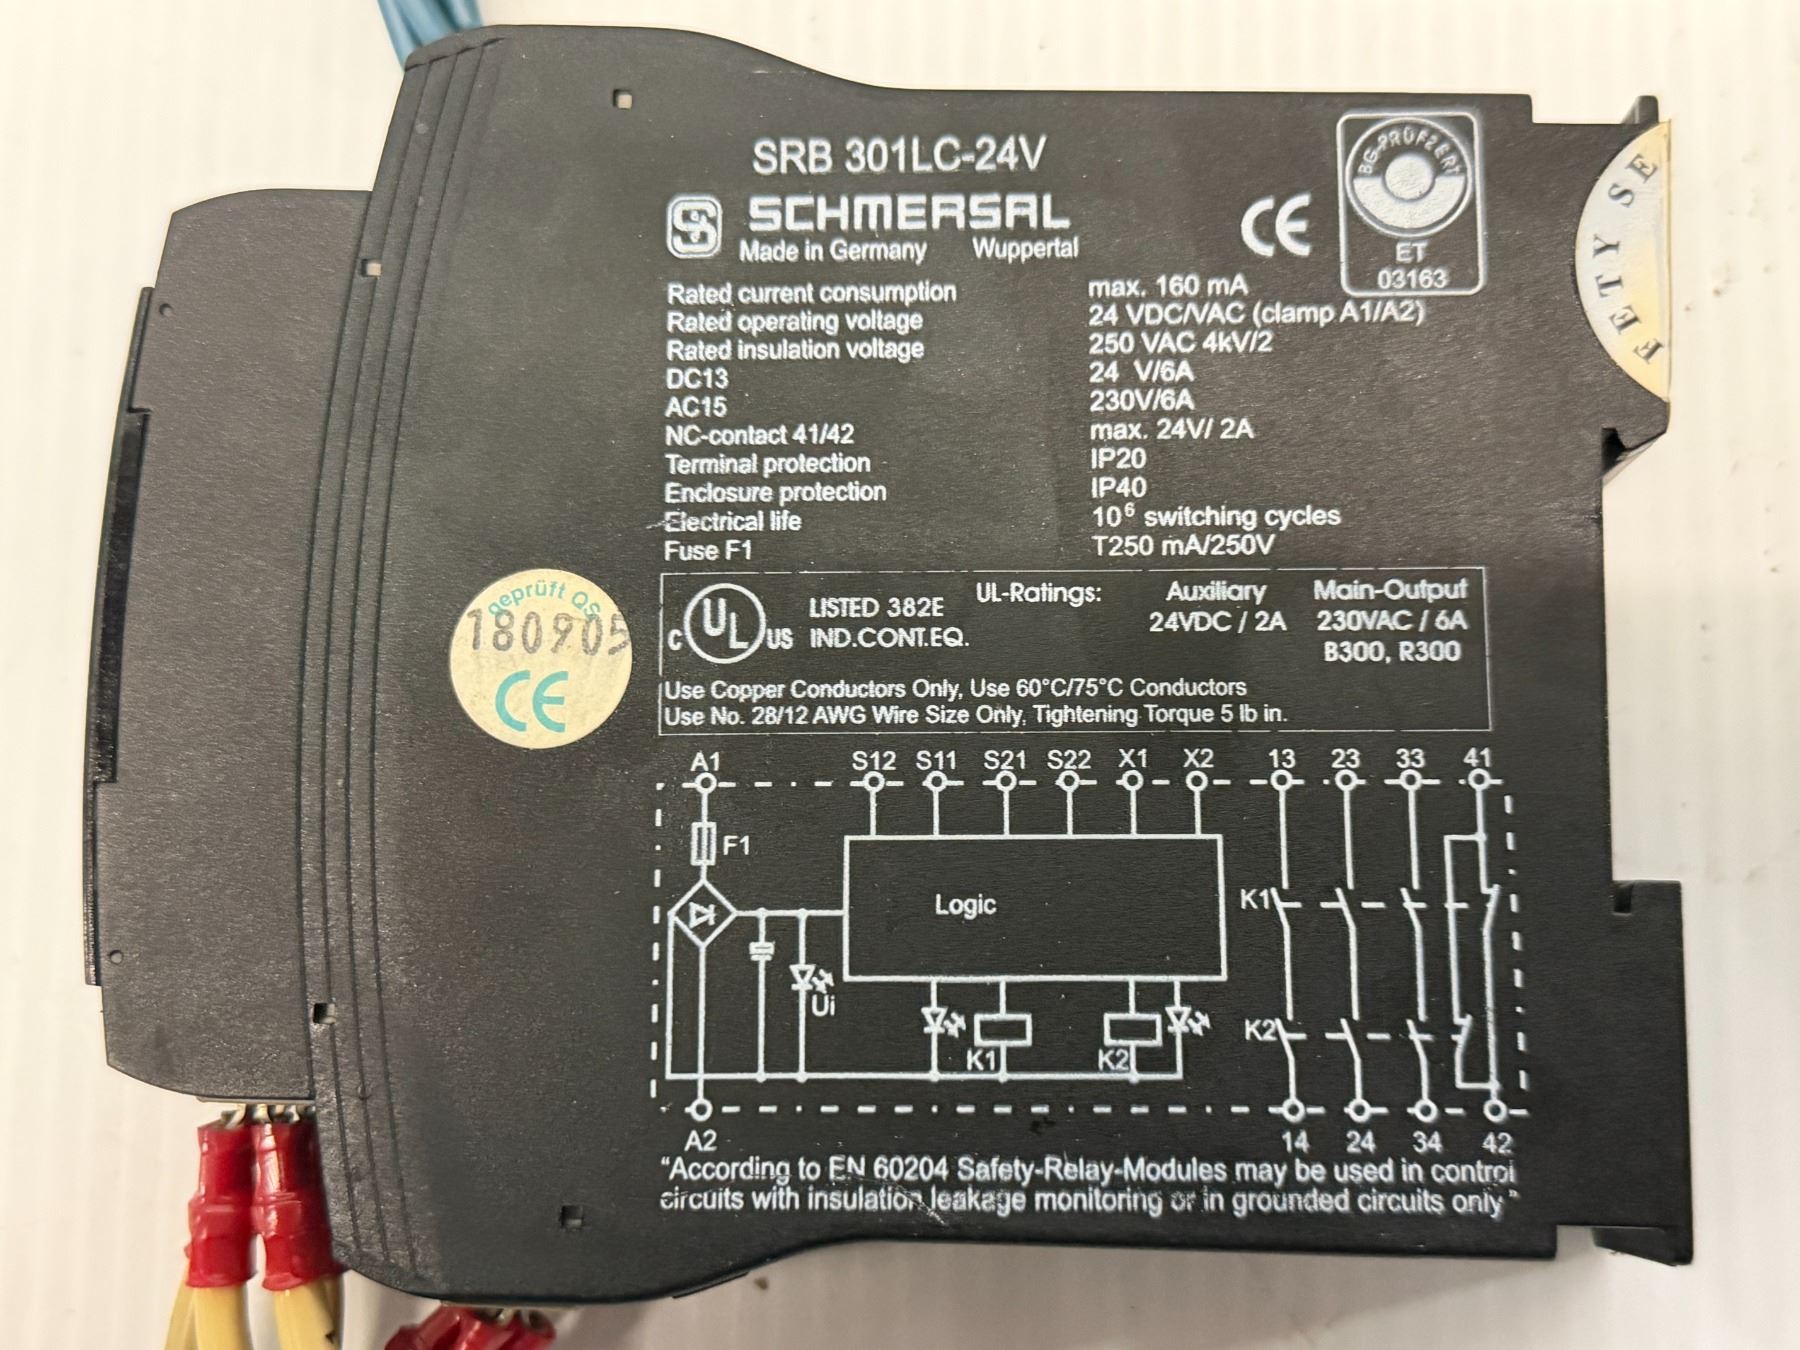 SRB 301LC-24V
SCHMERSAL
Made in Germany Wuppertal
CE
BG-PRÜFZERT
ET
03163
FETY SE
Rated current consumption max. 160 mA
Rated operating voltage 24 VDC/VAC (clamp A1/A2)
Rated insulation voltage 250 VAC 4kV/2
DC13 24 V/6A
AC15 230V/6A
NC-contact 41/42 max. 24V/ 2A
Terminal protection IP20
Enclosure protection IP40
Electrical life 10⁶ switching cycles
Fuse F1 T250 mA/250V
geprüft QS
180905
CE
C UL US LISTED 382E
IND.CONT.EQ.
UL-Ratings: Auxiliary Main-Output
24VDC / 2A 230VAC / 6A
B300, R300
Use Copper Conductors Only, Use 60°C/75°C Conductors
Use No. 28/12 AWG Wire Size Only, Tightening Torque 5 lb in.
A1 S12 S11 S21 S22 X1 X2 13 23 33 41
F1
Logic
K1
Ui
K1 K2
K2
A2 14 24 34 42
"According to EN 60204 Safety-Relay-Modules may be used in control
circuits with insulation leakage monitoring or in grounded circuits only"